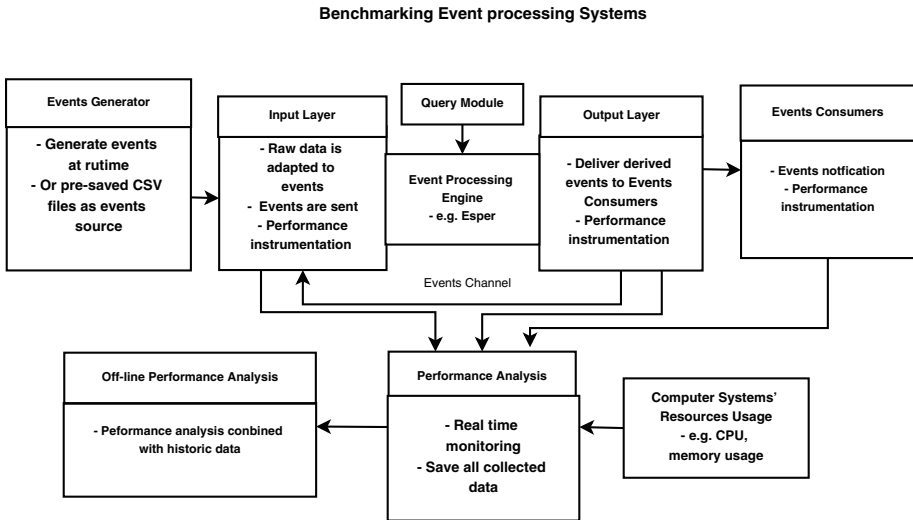 Benchmarking Event processing Systems
Events Generator
- Generate events
at rutime
- Or pre-saved CSV
files as events
source
Input Layer
- Raw data is
adapted to
events
- Events are sent
- Performance
instrumentation
Query Module
Event Processing
Engine
- e.g. Esper
Output Layer
- Deliver derived
events to Events
Consumers
- Performance
instrumentation
Events Consumers
- Events notfication
- Performance
instrumentation
Events Channel
Off-line Performance Analysis
- Peformance analysis conbined
with historic data
Performance Analysis
- Real time
monitoring
- Save all collected
data
Computer Systems’
Resources Usage
- e.g. CPU,
memory usage